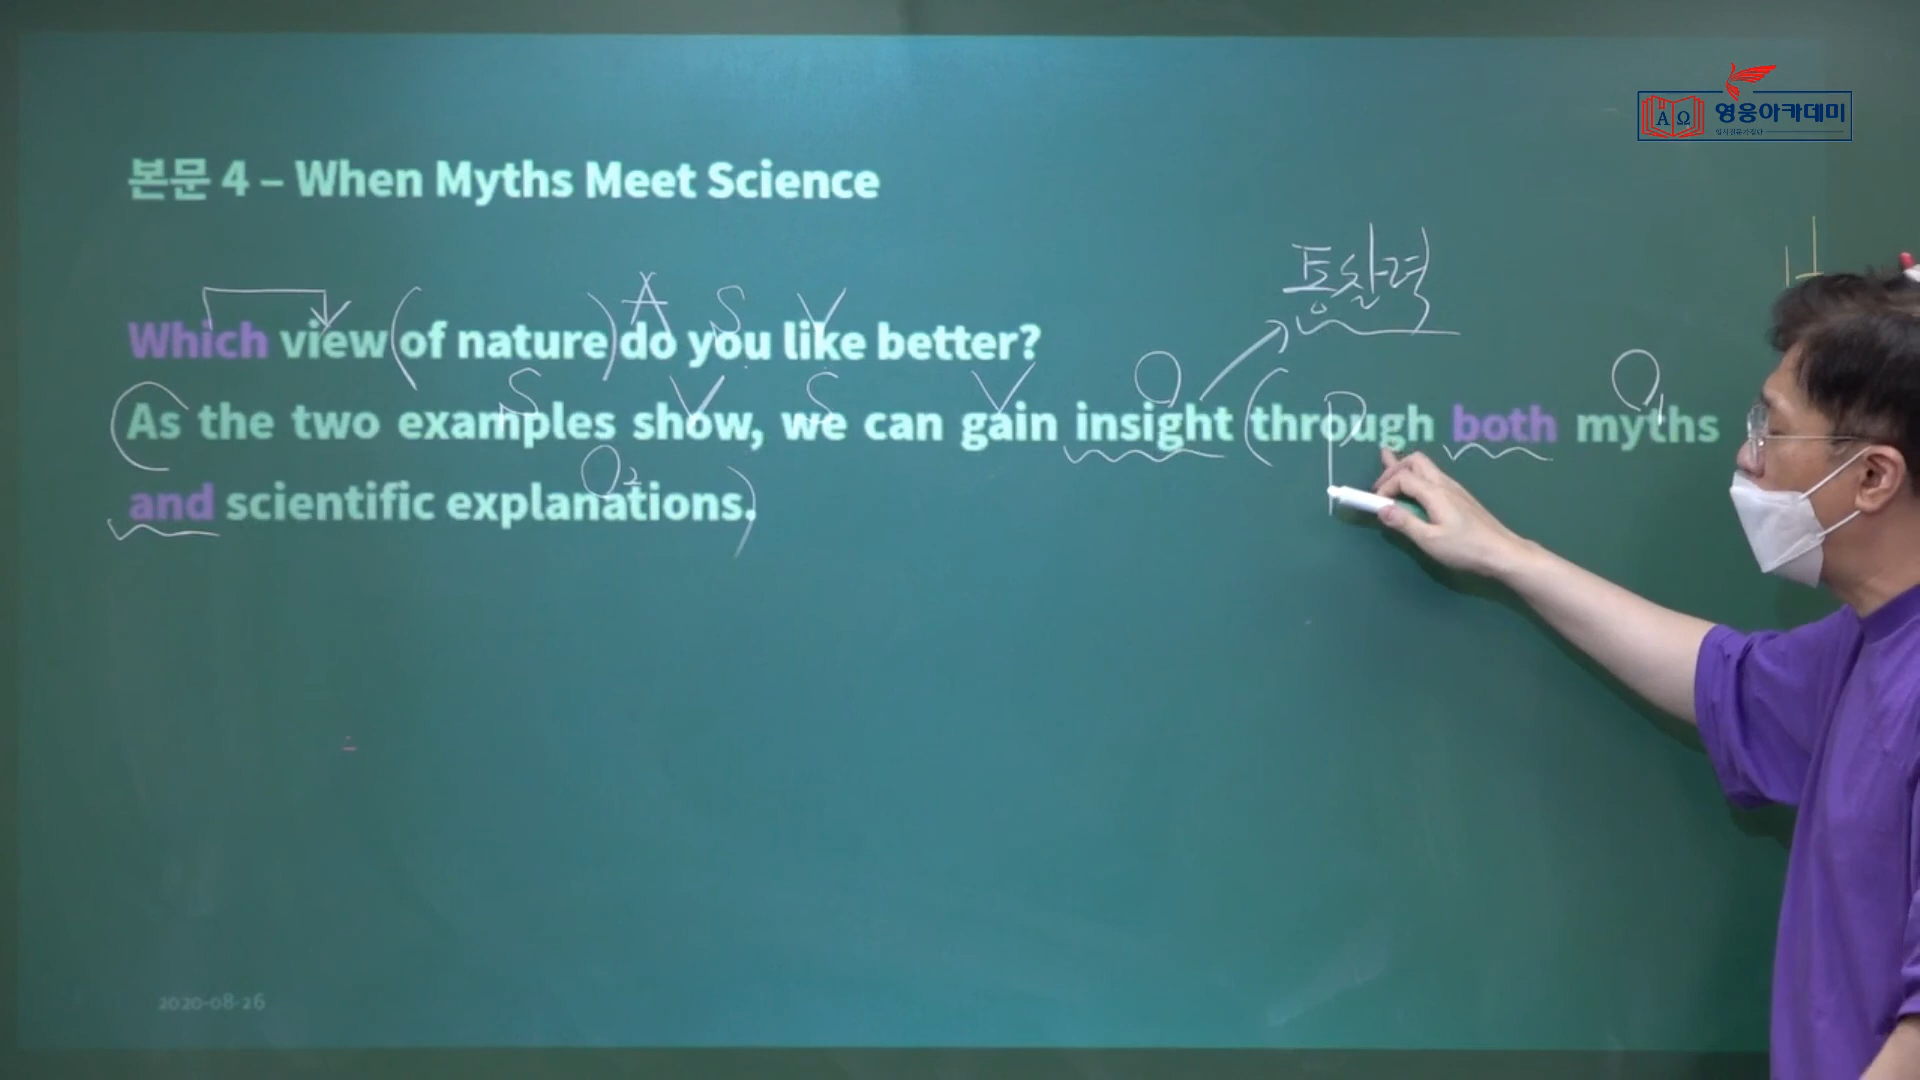 영웅아카데미
본문 4 – When Myths Meet Science
통찰력
A S V
Which view (of nature) do you like better?
S V S V O P O1
(As the two examples show, we can gain insight (through both myths
O2
and scientific explanations.)
2020-08-26